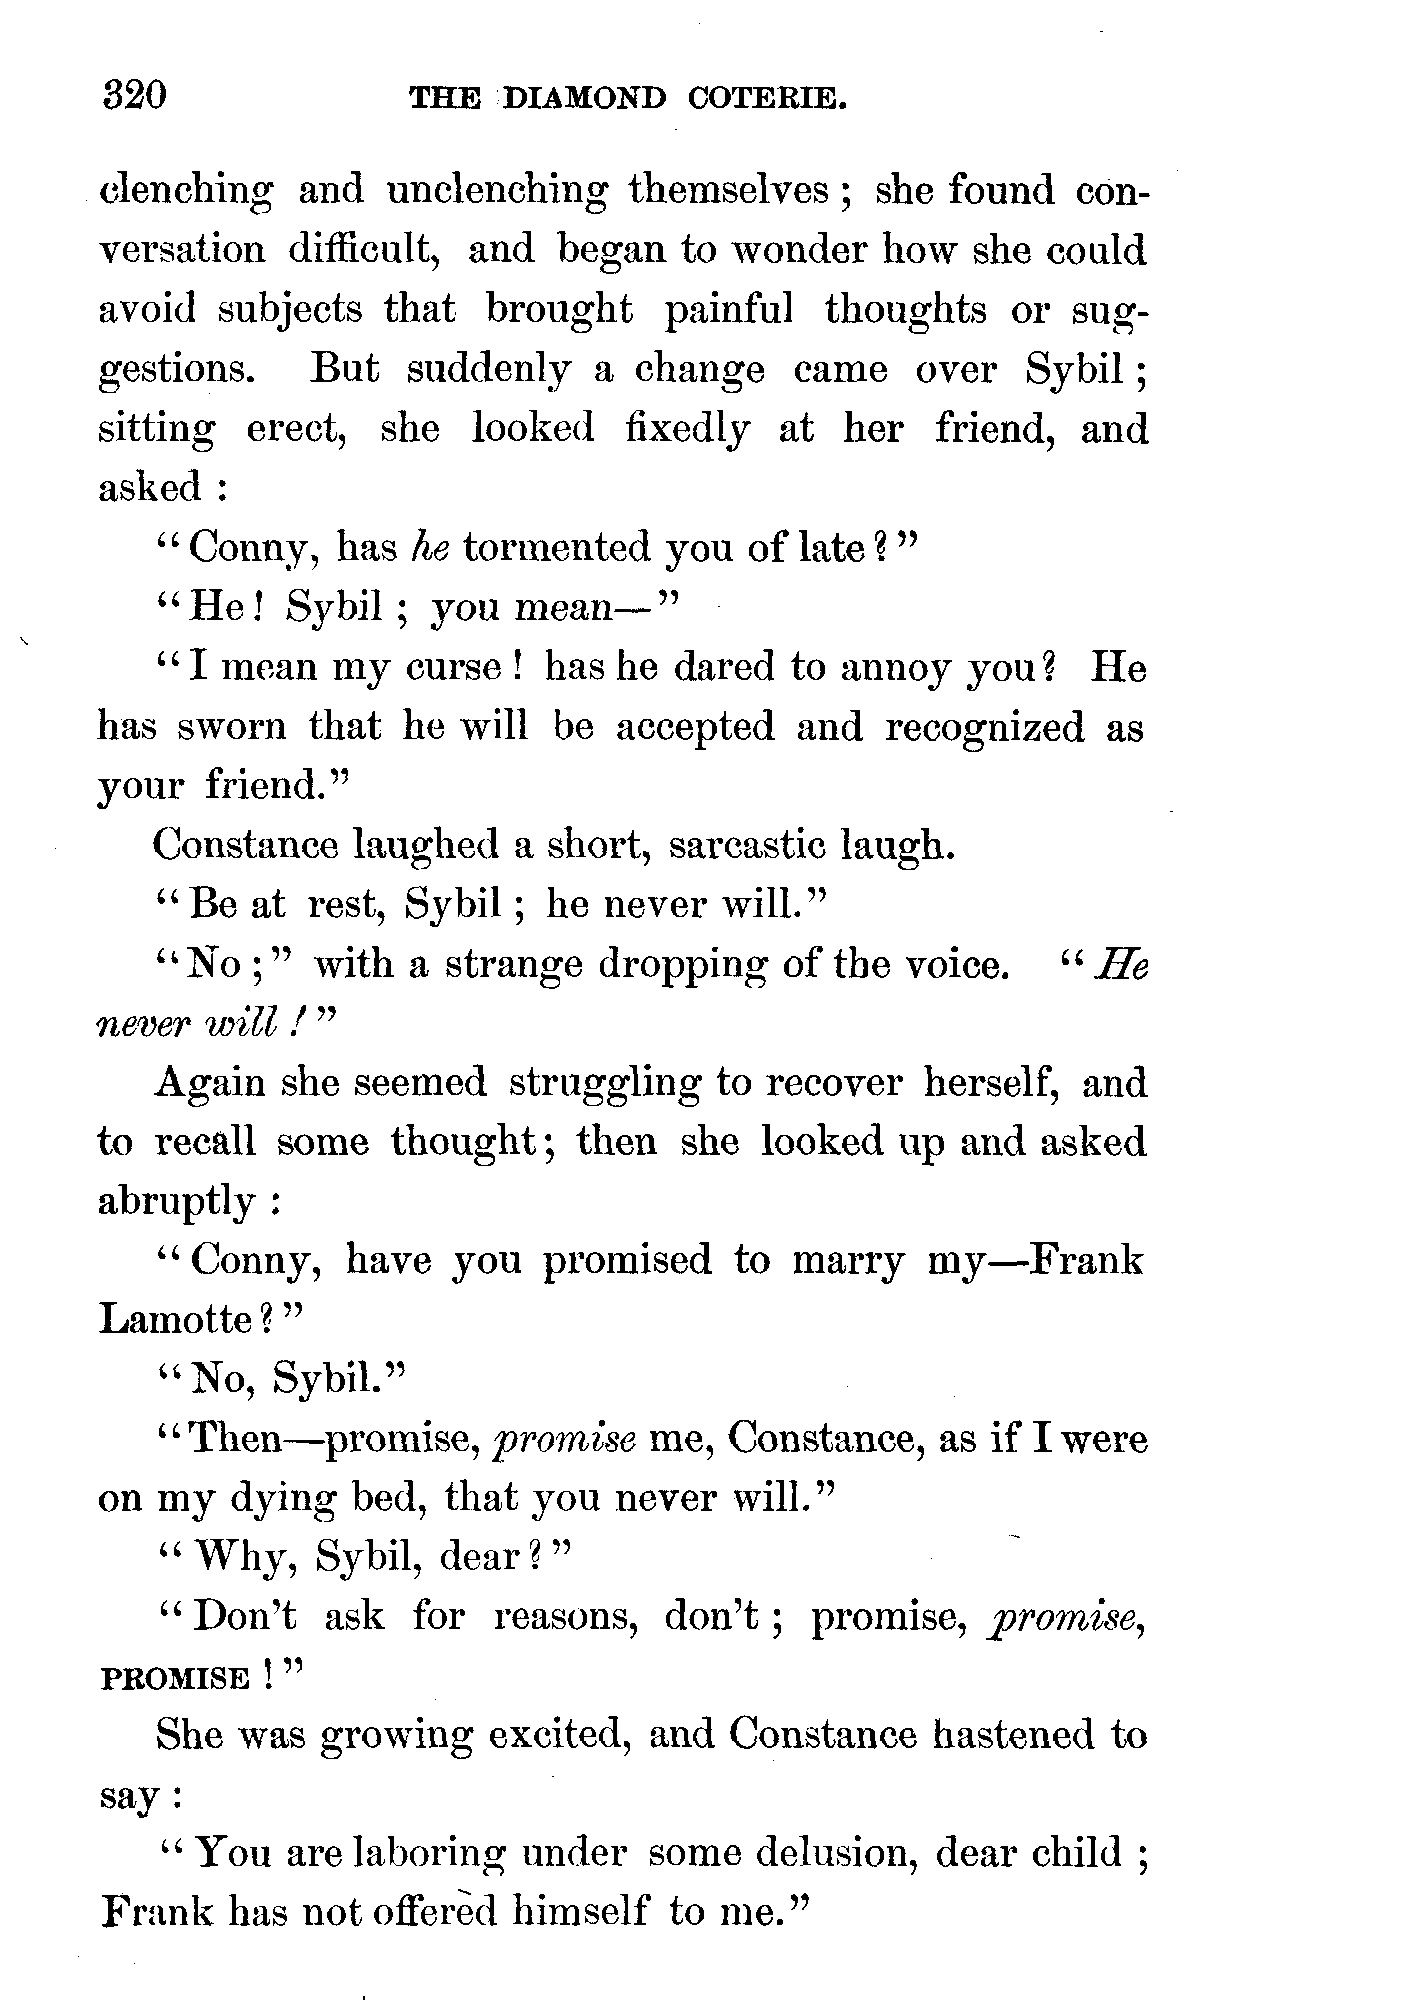 320 THE DIAMOND COTERIE.
clenching and unclenching themselves ; she found con-
versation difficult, and began to wonder how she could
avoid subjects that brought painful thoughts or sug-
gestions. But suddenly a change came over Sybil ;
sitting erect, she looked fixedly at her friend, and
asked :
“ Conny, has he tormented you of late ? ”
“ He ! Sybil ; you mean— ”
“ I mean my curse ! has he dared to annoy you ? He
has sworn that he will be accepted and recognized as
your friend.”
Constance laughed a short, sarcastic laugh.
“ Be at rest, Sybil ; he never will.”
“ No ; ” with a strange dropping of the voice. “ He
never will ! ”
Again she seemed struggling to recover herself, and
to recall some thought ; then she looked up and asked
abruptly :
“ Conny, have you promised to marry my—Frank
Lamotte ? ”
“ No, Sybil.”
“ Then—promise, promise me, Constance, as if I were
on my dying bed, that you never will.”
“ Why, Sybil, dear ? ”
“ Don’t ask for reasons, don’t ; promise, promise,
PROMISE ! ”
She was growing excited, and Constance hastened to
say :
“ You are laboring under some delusion, dear child ;
Frank has not offered himself to me.”